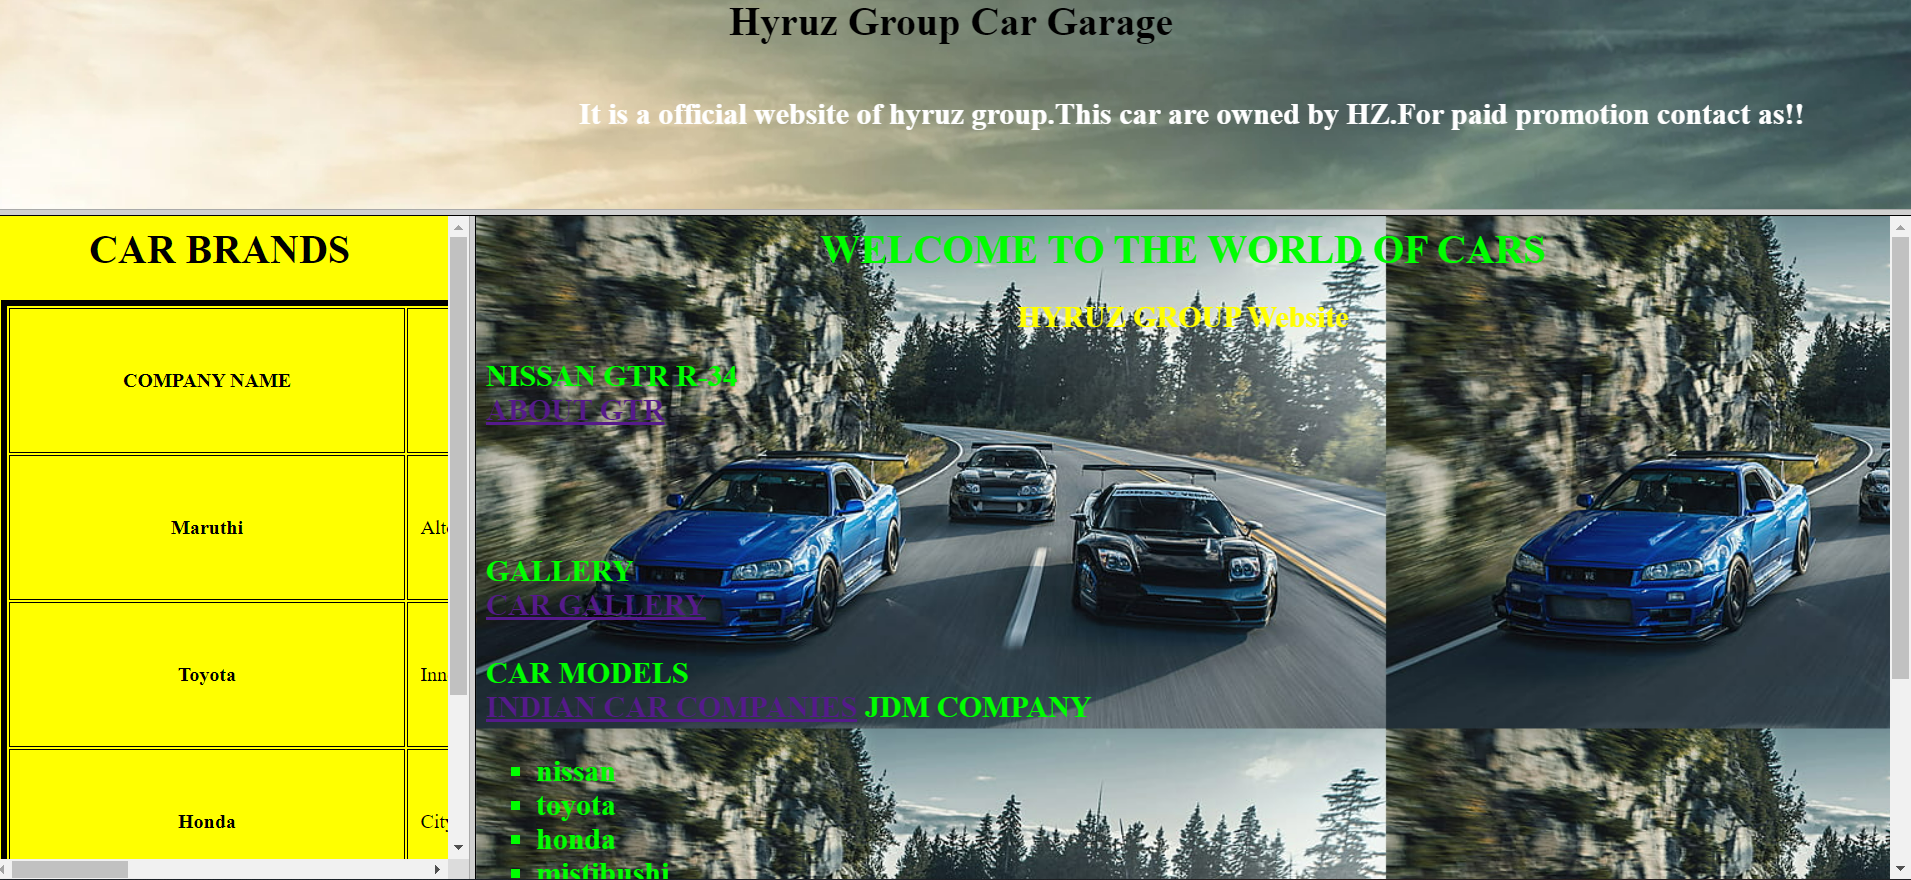 Hyruz Group Car Garage
It is a official website of hyruz group.This car are owned by HZ.For paid promotion contact as!!
CAR BRANDS
COMPANY NAME
Maruthi
Toyota
Honda
WELCOME TO THE WORLD OF CARS
HYRUZ GROUP Website
NISSAN GTR R-34
ABOUT GTR
GALLERY
CAR GALLERY
CAR MODELS
INDIAN CAR COMPANIES JDM COMPANY
nissan
toyota
honda
mistibushi